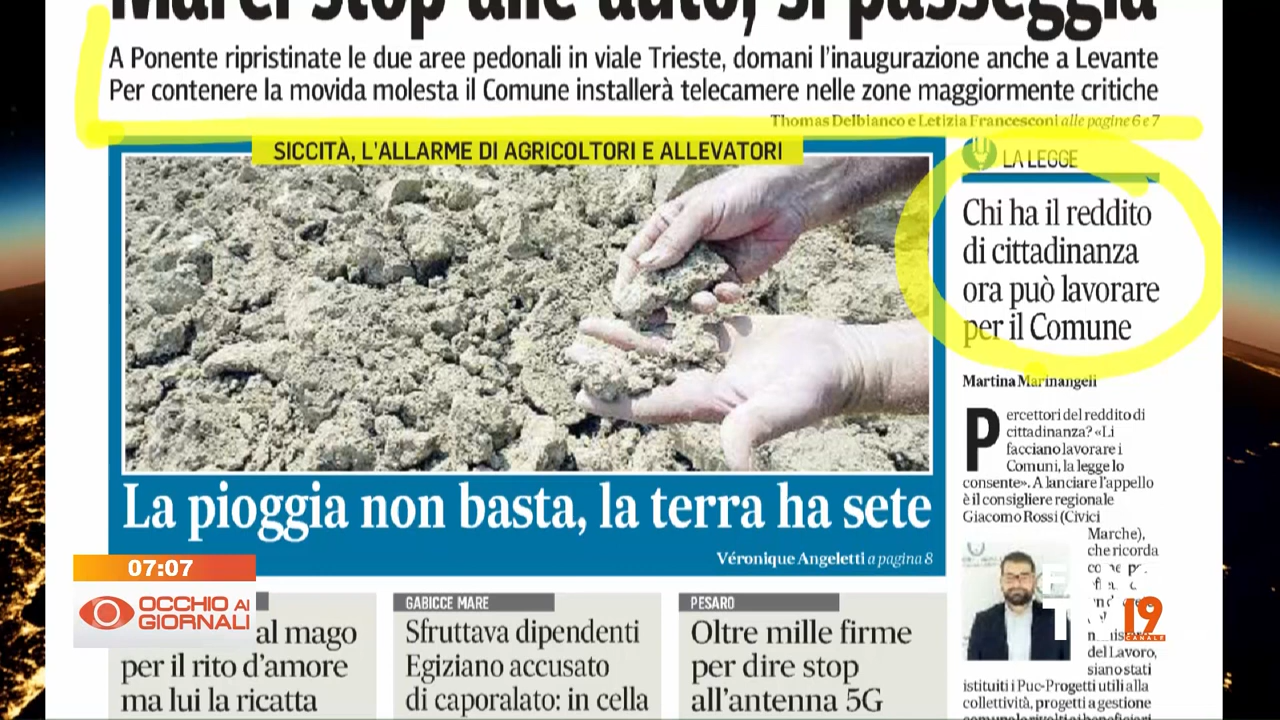 Marei stop alle auto, si passeggia
A Ponente ripristinate le due aree pedonali in viale Trieste, domani l'inaugurazione anche a Levante
Per contenere la movida molesta il Comune installerà telecamere nelle zone maggiormente critiche
Thomas Delbianco e Letizia Francesconi alle pagine 6 e 7
SICCITÀ, L'ALLARME DI AGRICOLTORI E ALLEVATORI
La pioggia non basta, la terra ha sete
Véronique Angeletti a pagina 8
LA LEGGE
Chi ha il reddito
di cittadinanza
ora può lavorare
per il Comune
Martina Marinangeli
Percettori del reddito di
cittadinanza? «Li
facciano lavorare i
Comuni, la legge lo
consente». A lanciare l'appello
è il consigliere regionale
Giacomo Rossi (Civici
Marche),
che ricorda
del Lavoro,
siano stati
istituiti i Puc-Progetti utili alla
collettività, progetti a gestione
07:07
OCCHIO AI
GIORNALI
al mago
per il rito d'amore
ma lui la ricatta
GABICCE MARE
Sfruttava dipendenti
Egiziano accusato
di caporalato: in cella
PESARO
Oltre mille firme
per dire stop
all'antenna 5G
E
T
19
CANALE